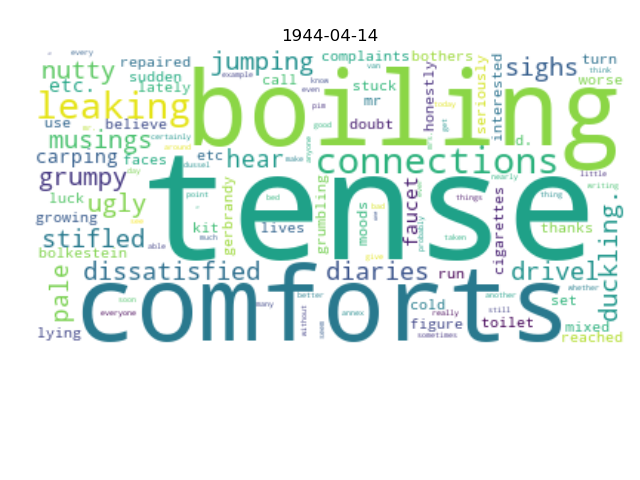 1944-04-14
every
nutty repaired jumping complaints bothers sighs turn
etc. sudden lately example call van know even stuck honestly seriously interested think worse
leaking boiling
use believe pim mr doubt today
musings certainly around good anyone get d.
carping faces etc hear make connections
grumpy day dussel tense nearly little
luck ugly point bed things thing writing
growing kit lives moods faucet cigarettes thanks
stifled able much gerbrandy grumbling bad probably taken
bolkestein give
pale dissatisfied diaries run drivel duckling.
comforts
soon many better cold another whether set
everyone without seem annex really still mixed
lying figure sometimes toilet reached